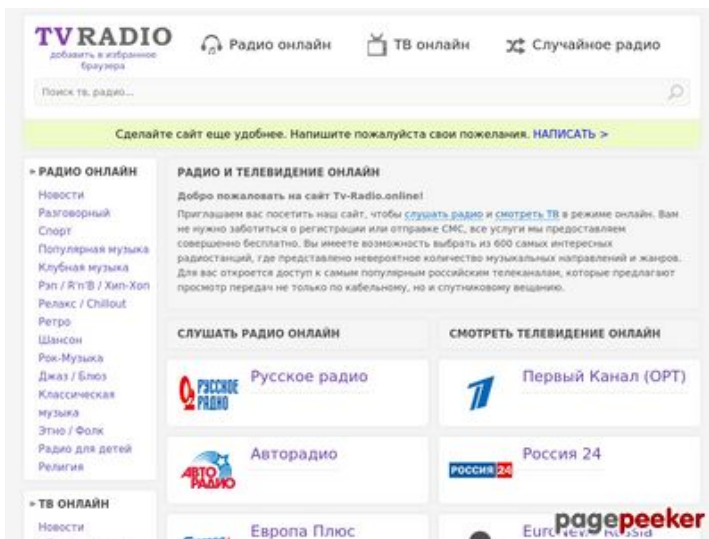 TVRADIO
добавить в избранное
браузера
Радио онлайн
ТВ онлайн
Случайное радио
Поиск тв, радио...
Сделайте сайт еще удобнее. Напишите пожалуйста свои пожелания. НАПИСАТЬ >
» РАДИО ОНЛАЙН
Новости
Разговорный
Спорт
Популярная музыка
Клубная музыка
Рэп / R'n'B / Хип-Хоп
Релакс / Chillout
Ретро
Шансон
Рок-Музыка
Джаз / Блюз
Классическая
музыка
Этно / Фолк
Радио для детей
Религия
» ТВ ОНЛАЙН
Новости
РАДИО И ТЕЛЕВИДЕНИЕ ОНЛАЙН
Добро пожаловать на сайт Tv-Radio.online!
Приглашаем вас посетить наш сайт, чтобы слушать радио и смотреть ТВ в режиме онлайн. Вам
не нужно заботиться о регистрации или отправке СМС, все услуги мы предоставляем
совершенно бесплатно. Вы имеете возможность выбрать из 600 самых интересных
радиостанций, где представлено невероятное количество музыкальных направлений и жанров.
Для вас откроется доступ к самым популярным российским телеканалам, которые предлагают
просмотр передач не только по кабельному, но и спутниковому вещанию.
СЛУШАТЬ РАДИО ОНЛАЙН
РУССКОЕ
РАДИО
Русское радио
АВТО
РАДИО
Авторадио
Европа Плюс
СМОТРЕТЬ ТЕЛЕВИДЕНИЕ ОНЛАЙН
Первый Канал (ОРТ)
РОССИЯ 24
Россия 24
pagepeeker